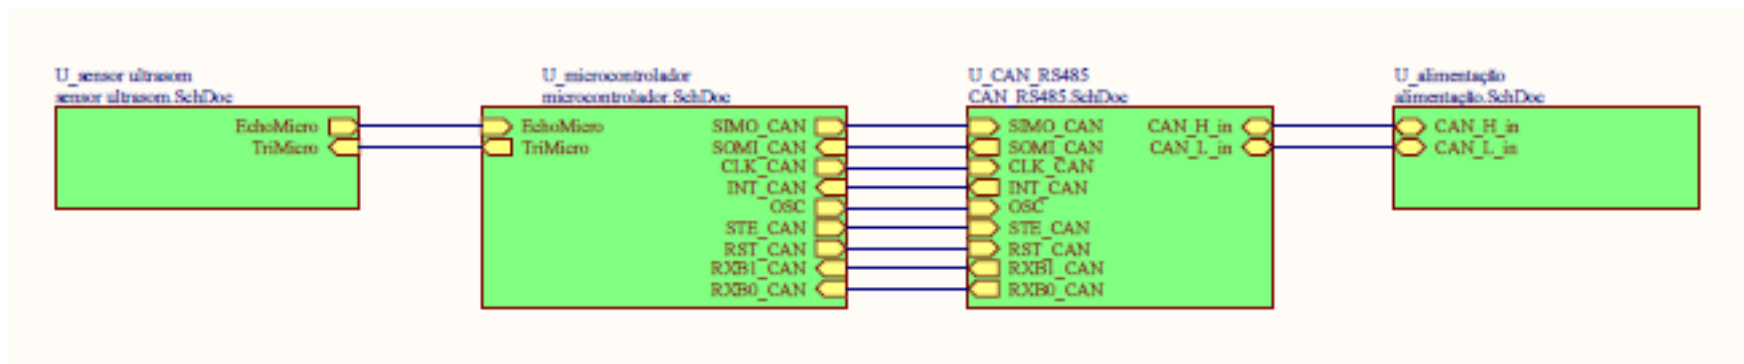 U_sensor ultrasom
sensor ultrasom.SchDoc
EchoMicro
TriMicro
U_microcontrolador
microcontrolador.SchDoc
EchoMicro
TriMicro
SIMO_CAN
SOMI_CAN
CLK_CAN
INT_CAN
OSC
STE_CAN
RST_CAN
RXB1_CAN
RXB0_CAN
U_CAN_RS485
CAN_RS485.SchDoc
SIMO_CAN
SOMI_CAN
CLK_CAN
INT_CAN
OSC
STE_CAN
RST_CAN
RXB1_CAN
RXB0_CAN
CAN_H_in
CAN_L_in
U_alimentação
alimentação.SchDoc
CAN_H_in
CAN_L_in